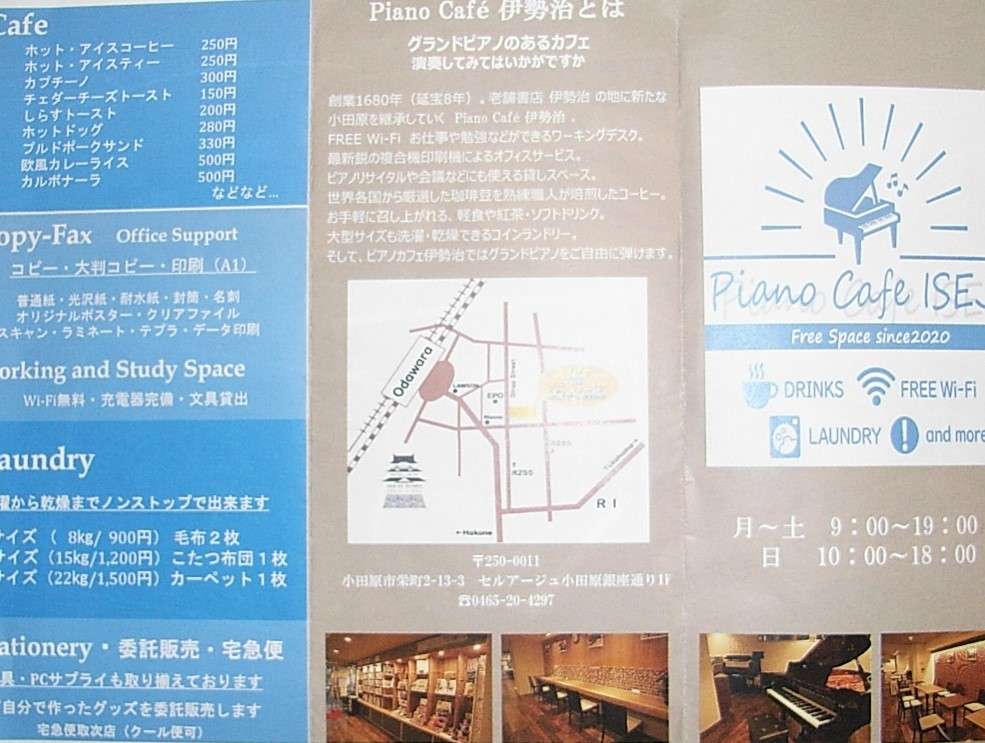 Cafe
ホット・アイスコーヒー 250円
ホット・アイスティー 250円
カプチーノ 300円
チェダーチーズトースト 150円
しらすトースト 200円
ホットドッグ 280円
プルドポークサンド 330円
欧風カレーライス 500円
カルボナーラ 500円
などなど…
opy-Fax Office Support
コピー・大判コピー・印刷（A1）
普通紙・光沢紙・耐水紙・封筒・名刺
オリジナルポスター・クリアファイル
スキャン・ラミネート・テプラ・データ印刷
orking and Study Space
Wi-Fi無料・充電器完備・文具貸出
aundry
濯から乾燥までノンストップで出来ます
サイズ（ 8kg/ 900円） 毛布２枚
サイズ（15kg/1,200円）こたつ布団１枚
サイズ（22kg/1,500円）カーペット１枚
ationery・委託販売・宅急便
具・PCサプライも取り揃えております
自分で作ったグッズを委託販売します
宅急便取次店（クール便可）
Piano Café 伊勢治とは
グランドピアノのあるカフェ
演奏してみてはいかがですか
創業1680年（延宝8年）。老舗書店 伊勢治 の地に新たな
小田原を継承していく Piano Café 伊勢治 。
FREE Wi-Fi お仕事や勉強などができるワーキングデスク。
最新鋭の複合機印刷機によるオフィスサービス。
ピアノリサイタルや会議などにも使える貸しスペース。
世界各国から厳選した珈琲豆を熟練職人が焙煎したコーヒー。
お手軽に召し上がれる、軽食や紅茶・ソフトドリンク。
大型サイズも洗濯・乾燥できるコインランドリー。
そして、ピアノカフェ伊勢治ではグランドピアノをご自由に弾けます。
Odawara
LAWSON
EPO
R255
R1
←Hakone
〒250-0011
小田原市栄町2-13-3 セルアージュ小田原銀座通り1F
☎0465-20-4297
Piano Cafe ISE
Free Space since2020
DRINKS
FREE Wi-Fi
LAUNDRY
and more
月～土 9：00～19：00
日 10：00～18：00